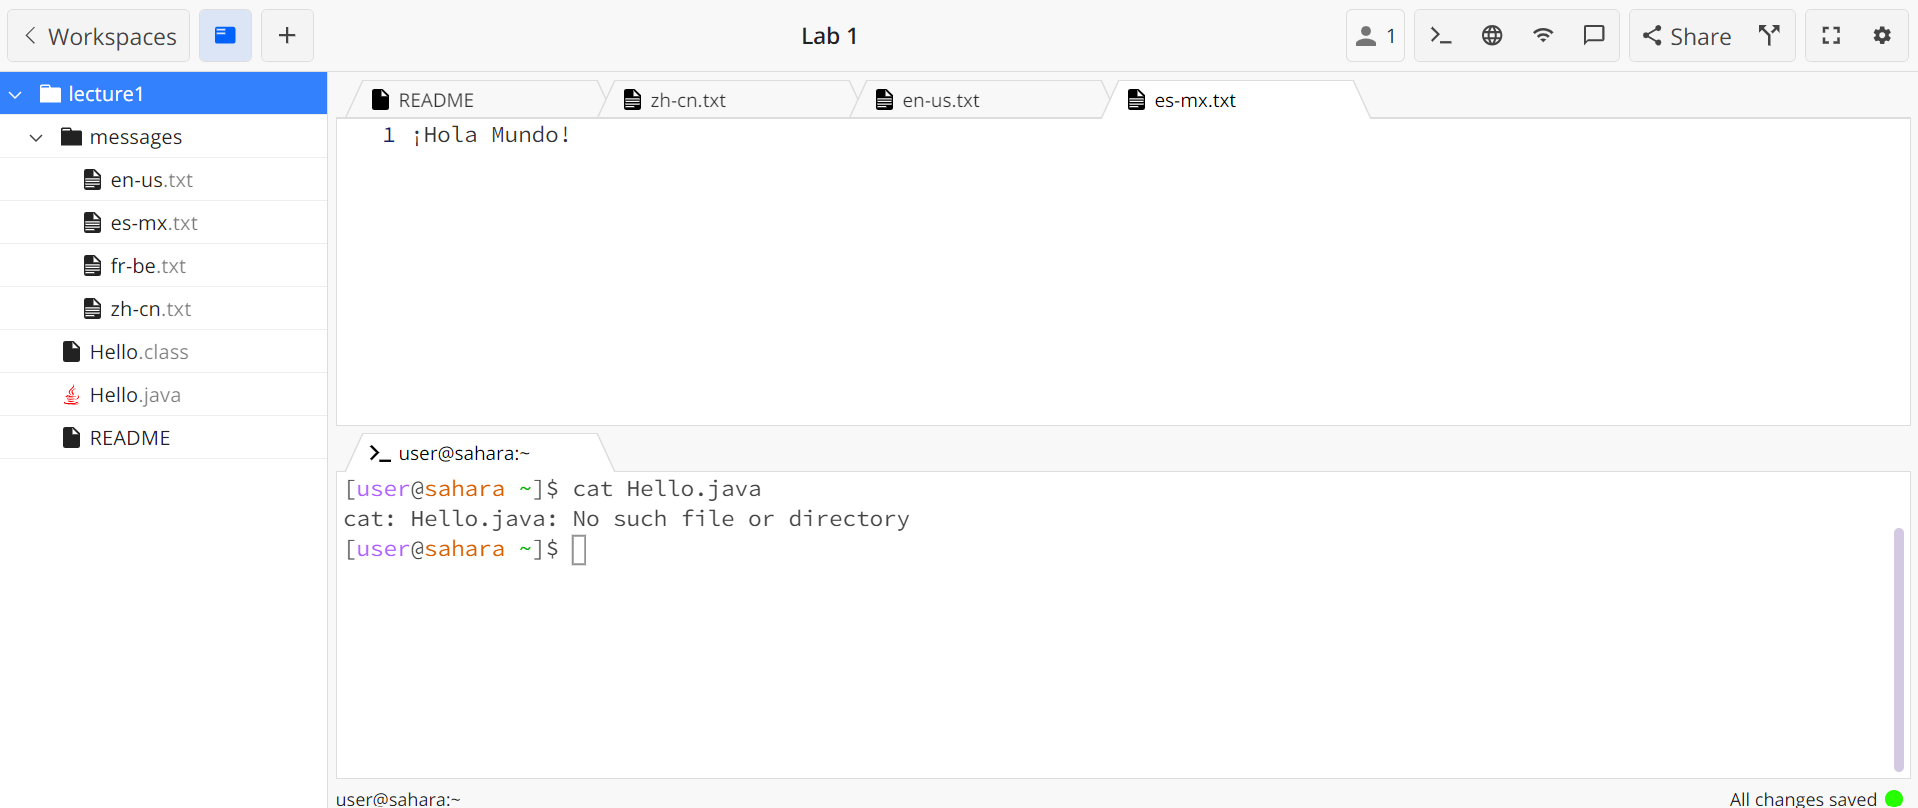 Workspaces
Lab 1
1
Share
lecture1
messages
en-us.txt
es-mx.txt
fr-be.txt
zh-cn.txt
Hello.class
Hello.java
README
README
zh-cn.txt
en-us.txt
es-mx.txt
1 ¡Hola Mundo!
user@sahara:~
[user@sahara ~]$ cat Hello.java
cat: Hello.java: No such file or directory
[user@sahara ~]$
user@sahara:~
All changes saved